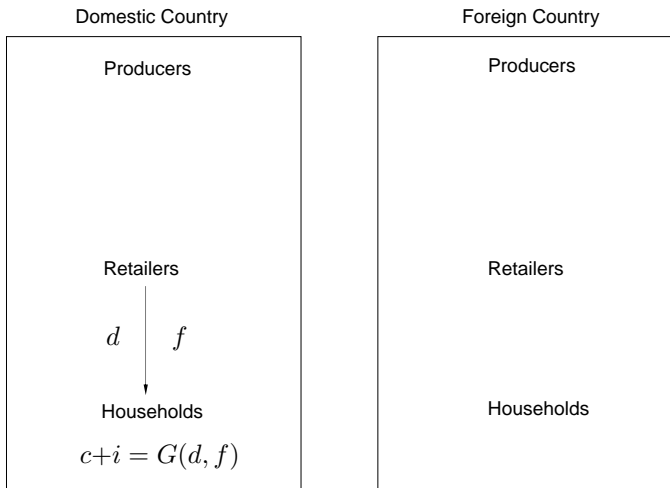 Domestic Country
Foreign Country
Producers
Producers
Retailers
Retailers
d f
Households
Households
c+i = G(d, f)